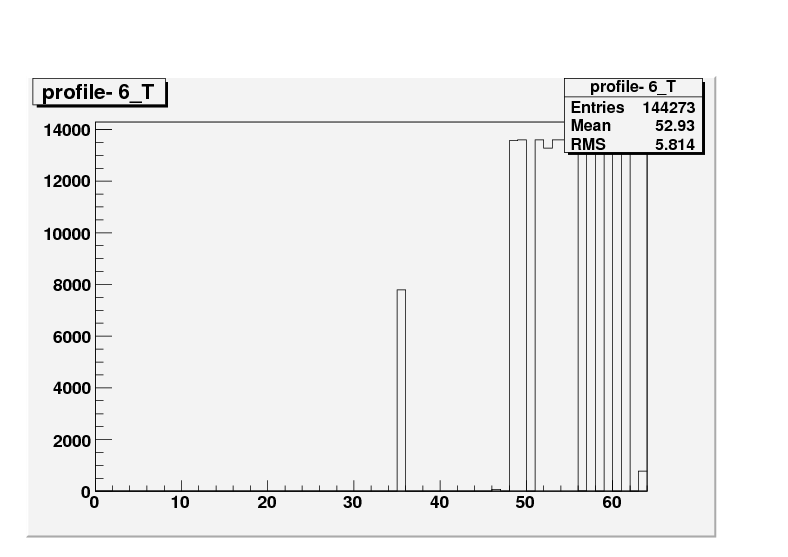 profile- 6_T
profile- 6_T
Entries 144273
Mean 52.93
RMS 5.814
14000
12000
10000
8000
6000
4000
2000
0
0 10 20 30 40 50 60